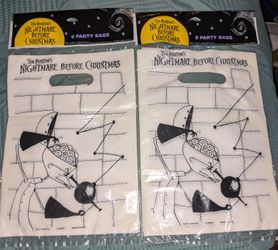 TIM BURTON'S
NIGHTMARE
BEFORE
CHRISTMAS
8 PARTY BAGS
TIM BURTON'S
NIGHTMARE
BEFORE
CHRISTMAS
8 PARTY BAGS
TIM BURTON'S
NIGHTMARE BEFORE CHRISTMAS
TIM BURTON'S
NIGHTMARE BEFORE CHRISTMAS